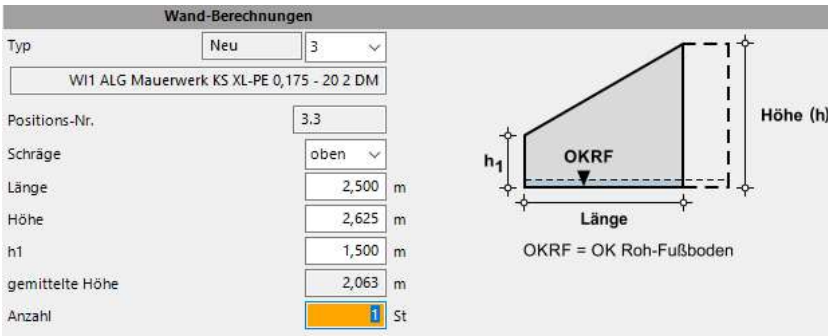 Wand-Berechnungen
Typ Neu 3
WI1 ALG Mauerwerk KS XL-PE 0,175 - 20 2 DM
Positions-Nr. 3.3
Schräge oben
Länge 2,500 m
Höhe 2,625 m
h1 1,500 m
gemittelte Höhe 2,063 m
Anzahl 1 St
Höhe (h)
h1
OKRF
Länge
OKRF = OK Roh-Fußboden